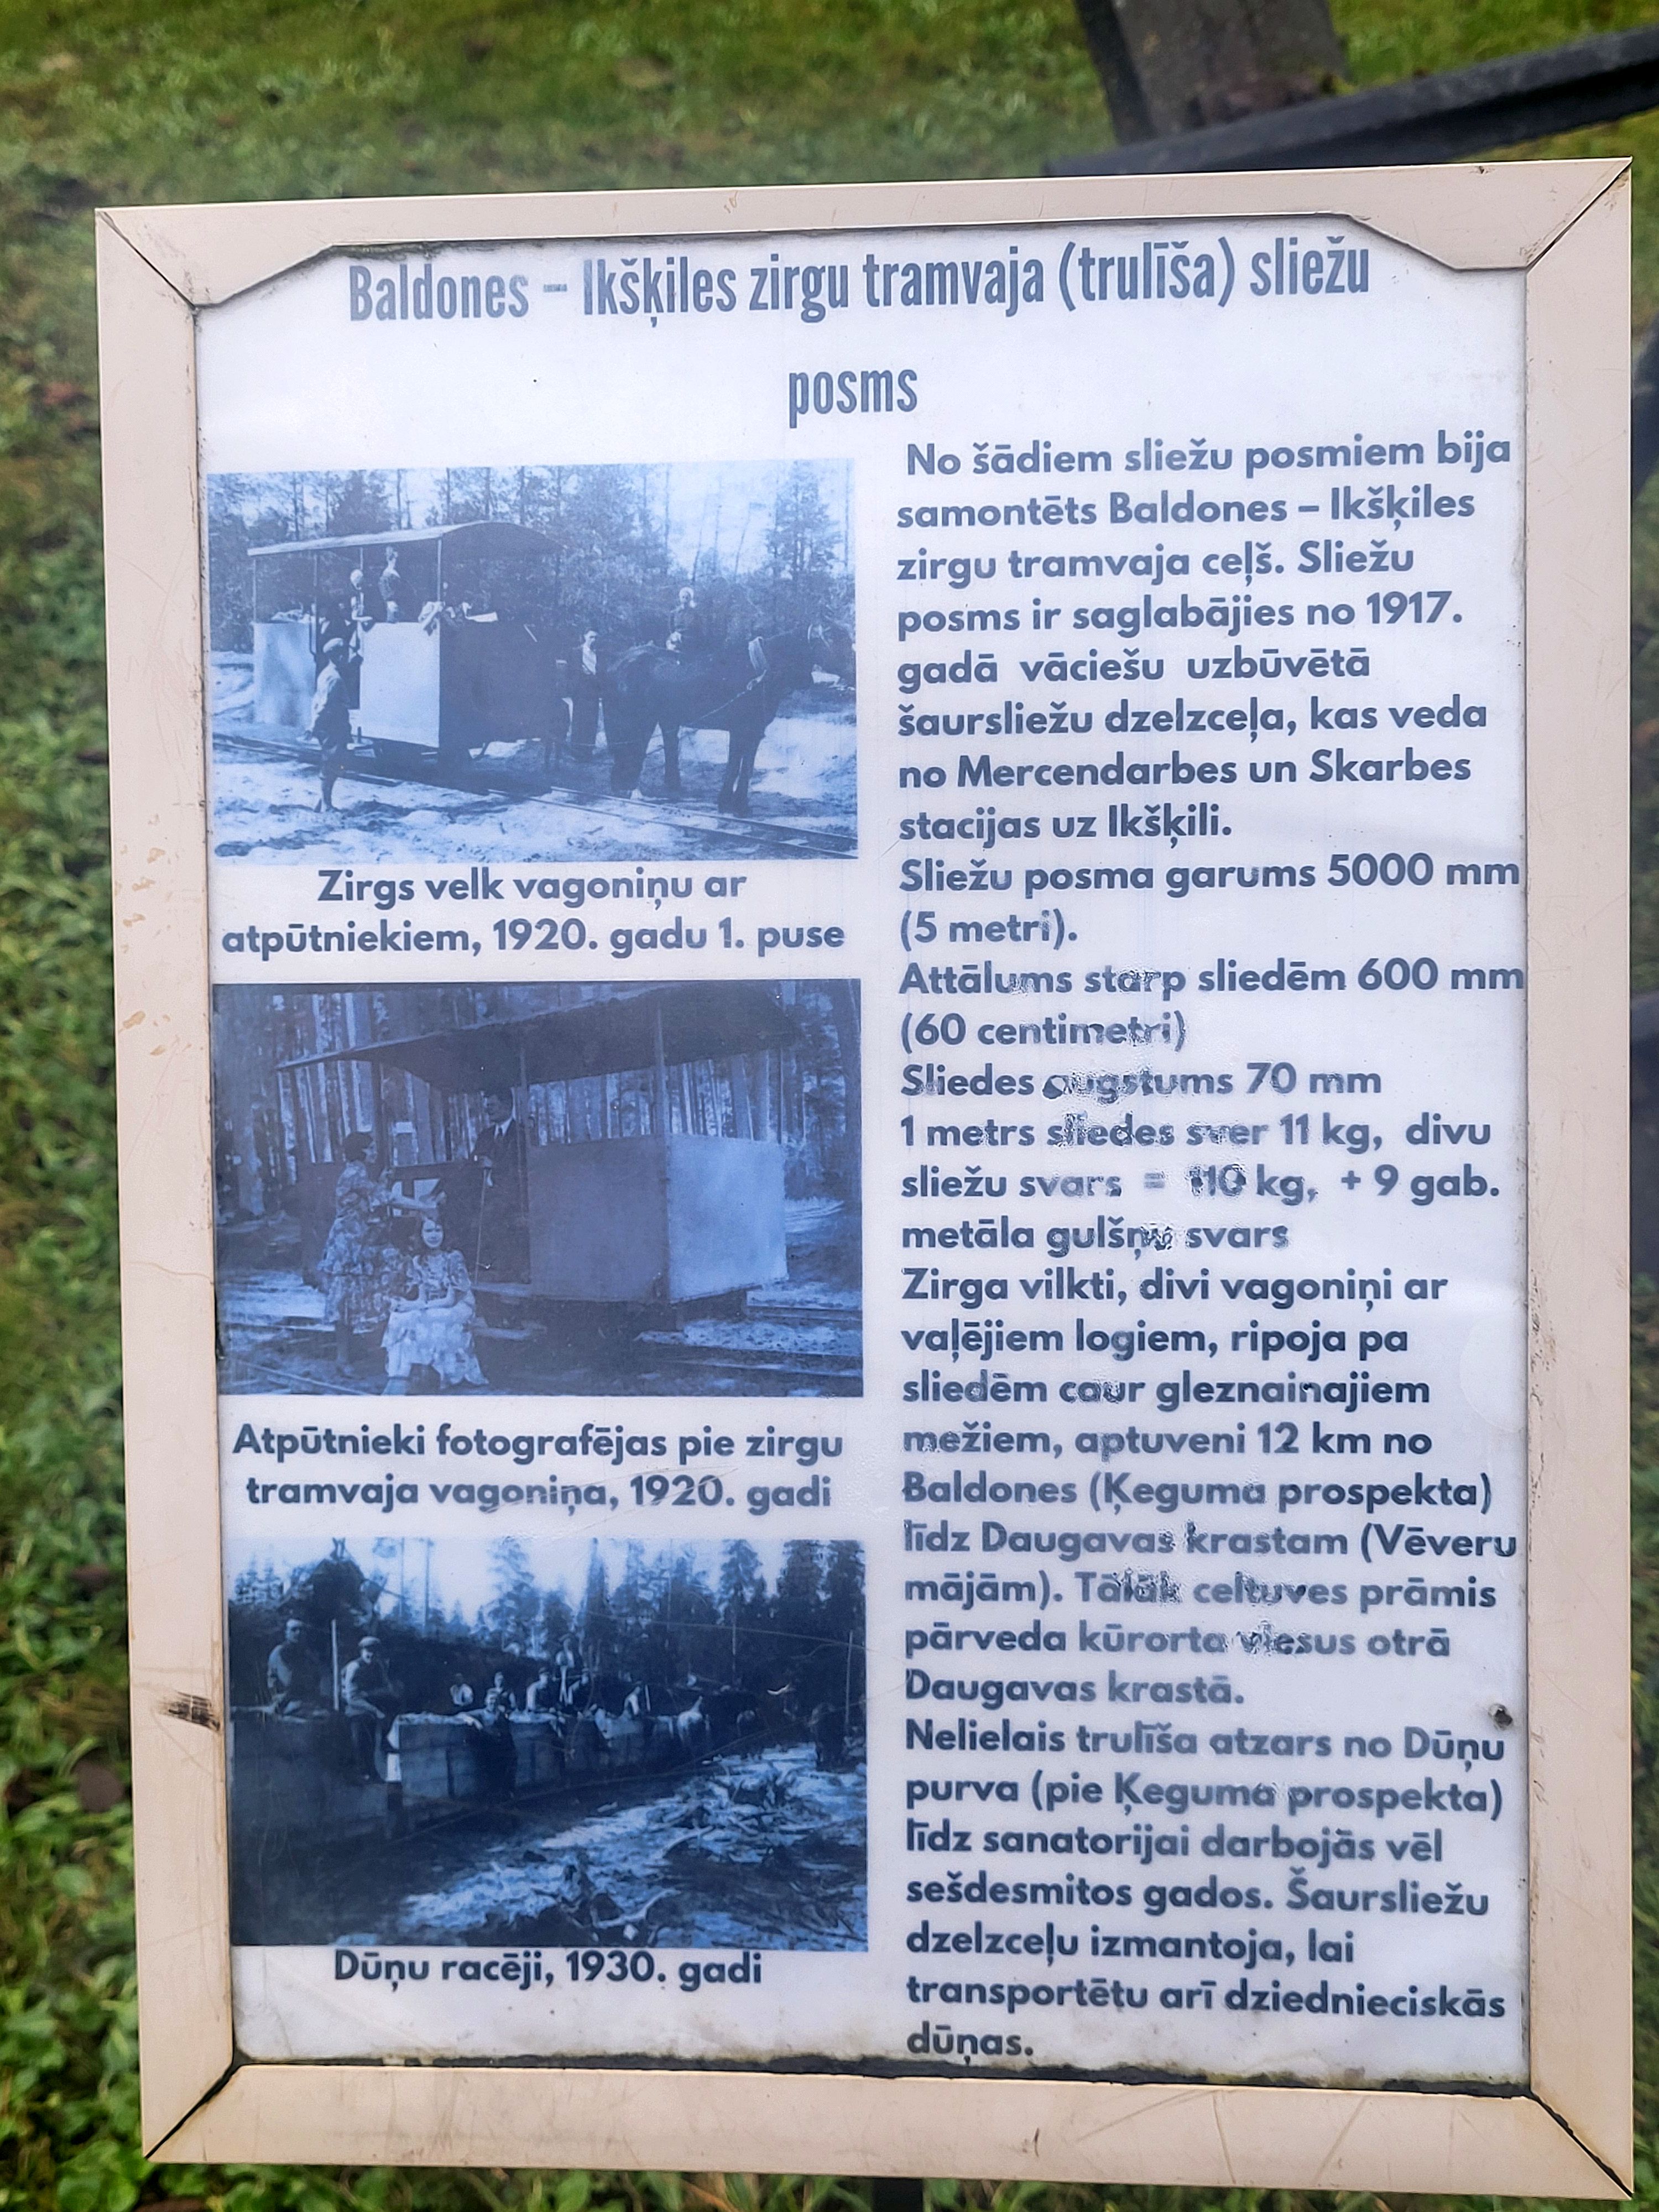 Baldones – Ikšķiles zirgu tramvaja (trulīša) sliežu
posms
Zirgs velk vagoniņu ar
atpūtniekiem, 1920. gadu 1. puse
Atpūtnieki fotografējas pie zirgu
tramvaja vagoniņa, 1920. gadi
Dūņu racēji, 1930. gadi
No šādiem sliežu posmiem bija
samontēts Baldones – Ikšķiles
zirgu tramvaja ceļš. Sliežu
posms ir saglabājies no 1917.
gadā vāciešu uzbūvētā
šaursliežu dzelzceļa, kas veda
no Mercendarbes un Skarbes
stacijas uz Ikšķili.
Sliežu posma garums 5000 mm
(5 metri).
Attālums starp sliedēm 600 mm
(60 centimetri)
Sliedes augstums 70 mm
1 metrs sliedes sver 11 kg, divu
sliežu svars = 110 kg, + 9 gab.
metāla gulšņu svars
Zirga vilkti, divi vagoniņi ar
vaļējiem logiem, ripoja pa
sliedēm caur gleznainajiem
mežiem, aptuveni 12 km no
Baldones (Ķeguma prospekta)
līdz Daugavas krastam (Vēveru
mājām). Tālāk celtuves prāmis
pārveda kūrorta viesus otrā
Daugavas krastā.
Nelielais trulīša atzars no Dūņu
purva (pie Ķeguma prospekta)
līdz sanatorijai darbojās vēl
sešdesmitos gados. Šaursliežu
dzelzceļu izmantoja, lai
transportētu arī dziednieciskās
dūņas.